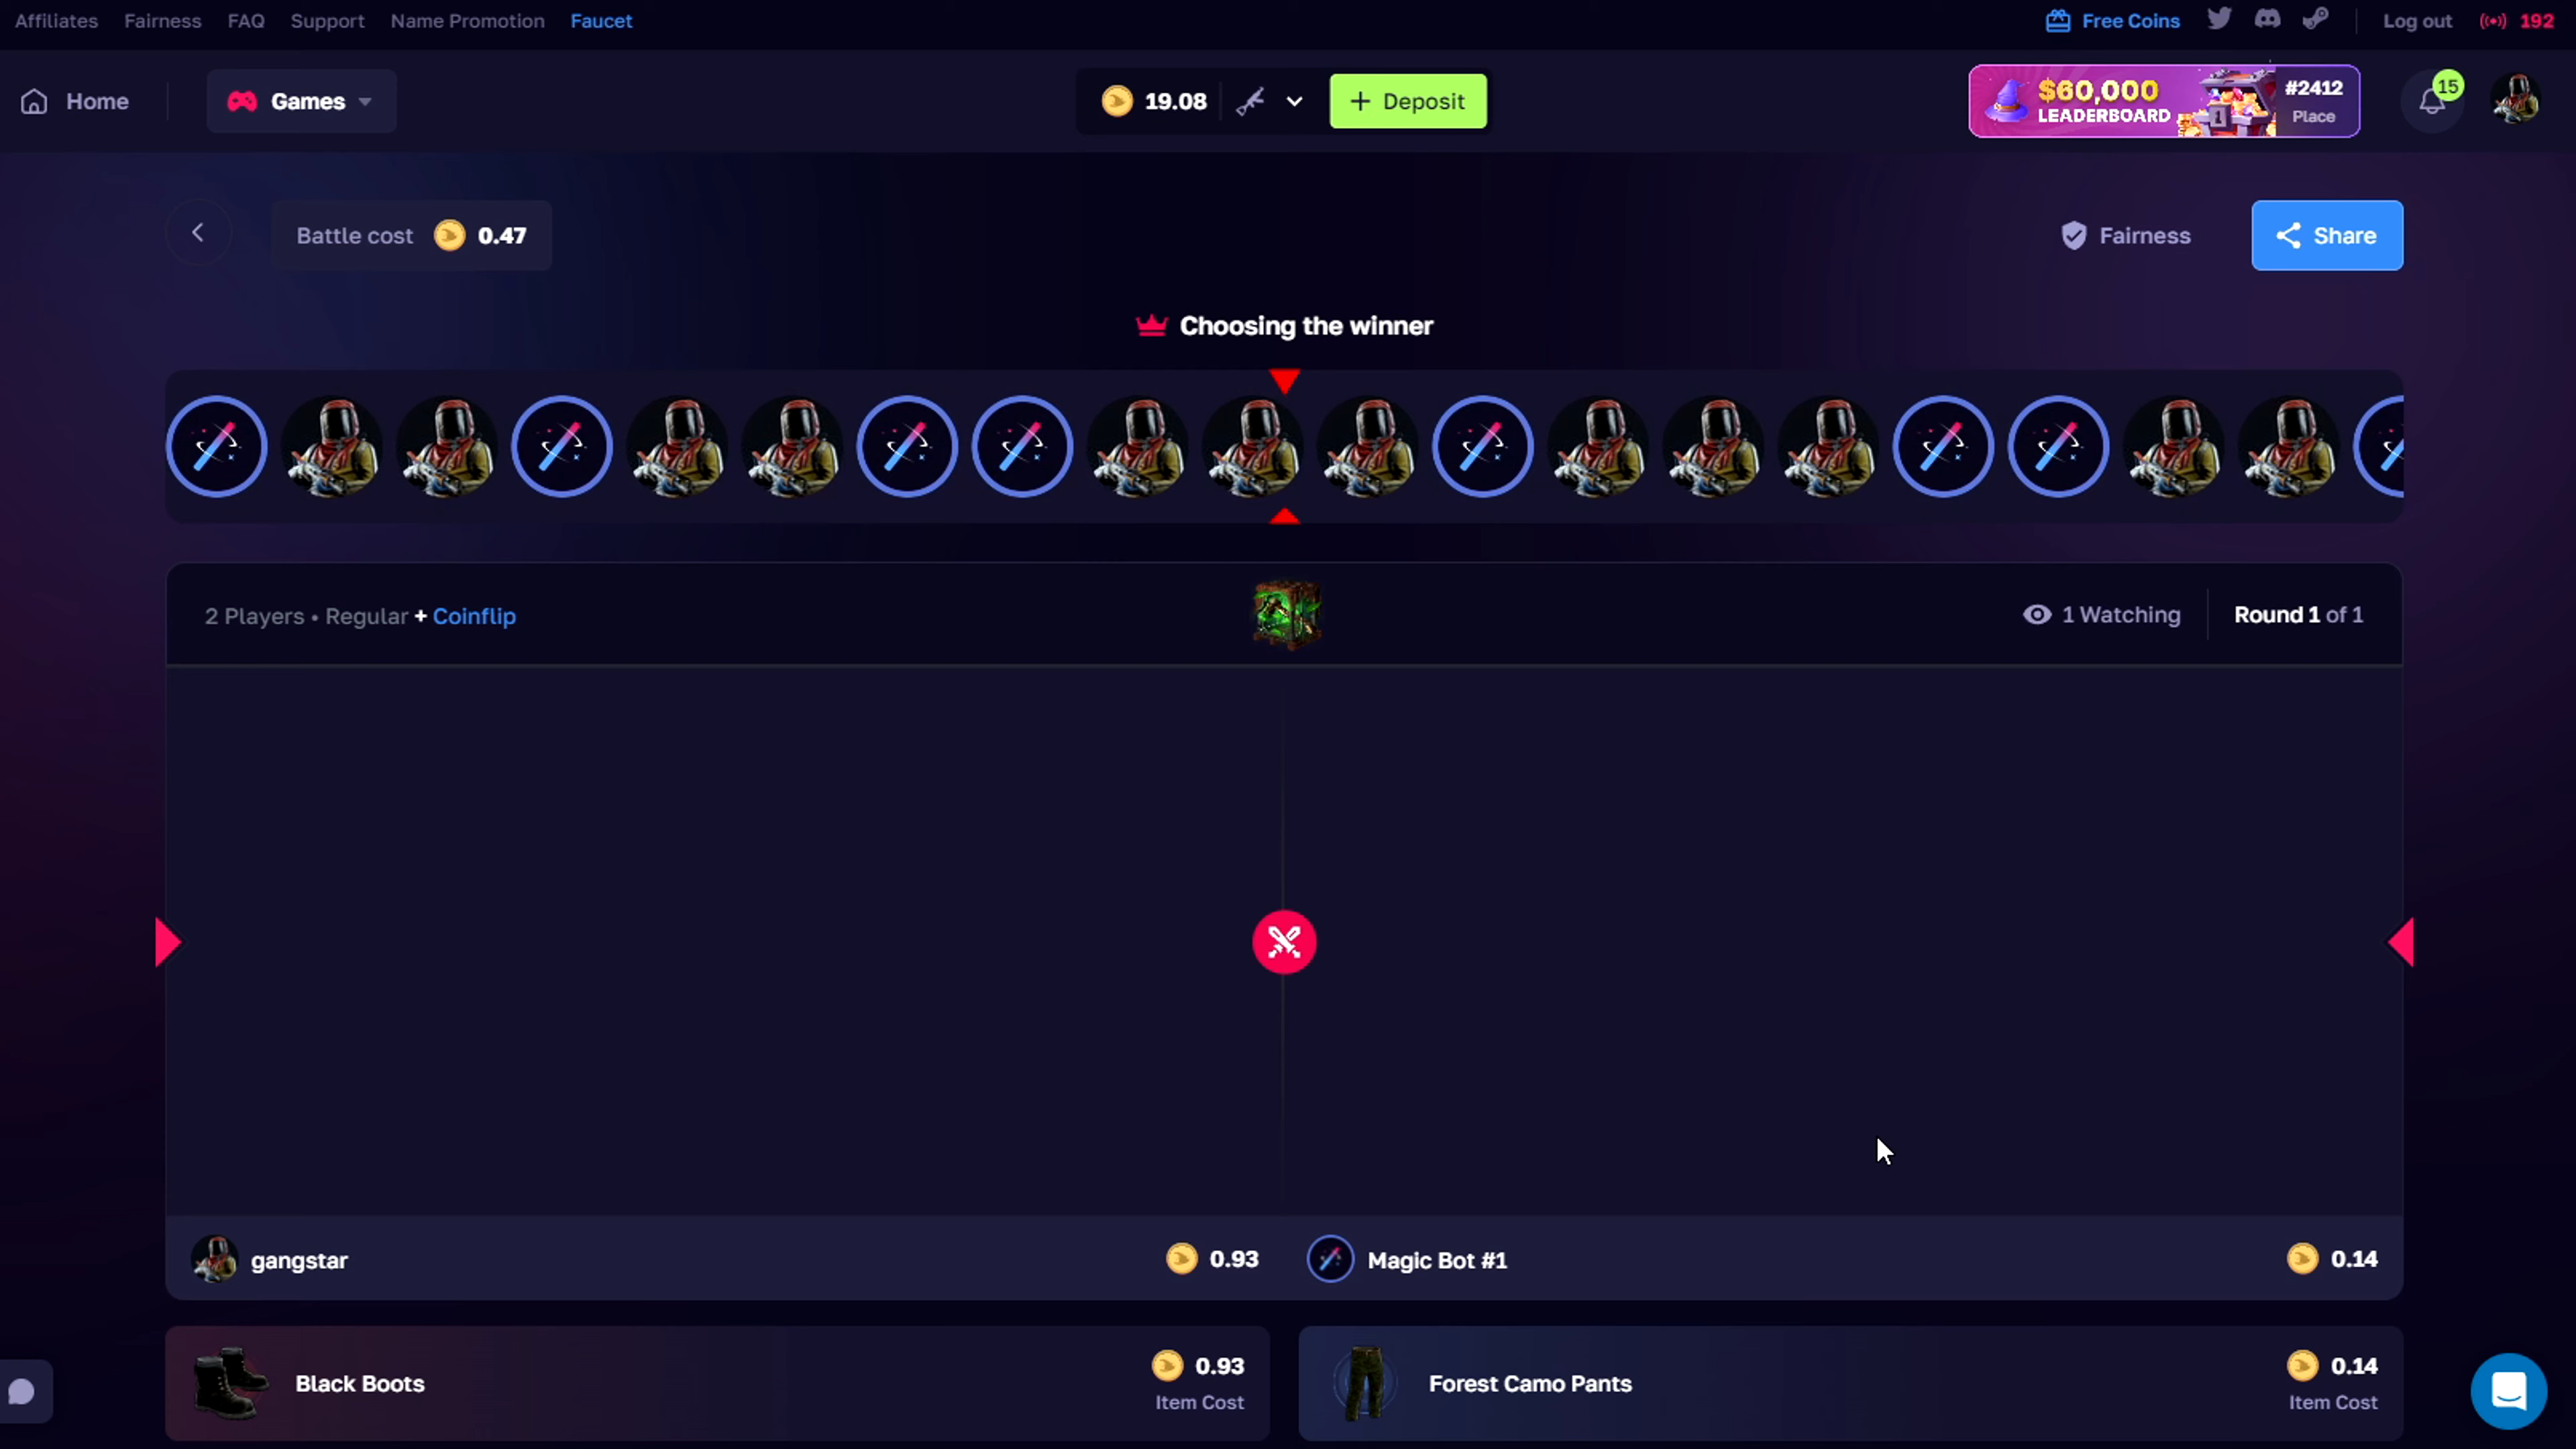 Affiliates Fairness FAQ Support Name Promotion Faucet Free Coins Log out 192
Home Games 19.08 + Deposit $60,000 LEADERBOARD #2412 Place 15
Battle cost 0.47 Fairness Share
Choosing the winner
2 Players • Regular + Coinflip 1 Watching Round 1 of 1
gangstar 0.93 Magic Bot #1 0.14
Black Boots 0.93 Item Cost Forest Camo Pants 0.14 Item Cost